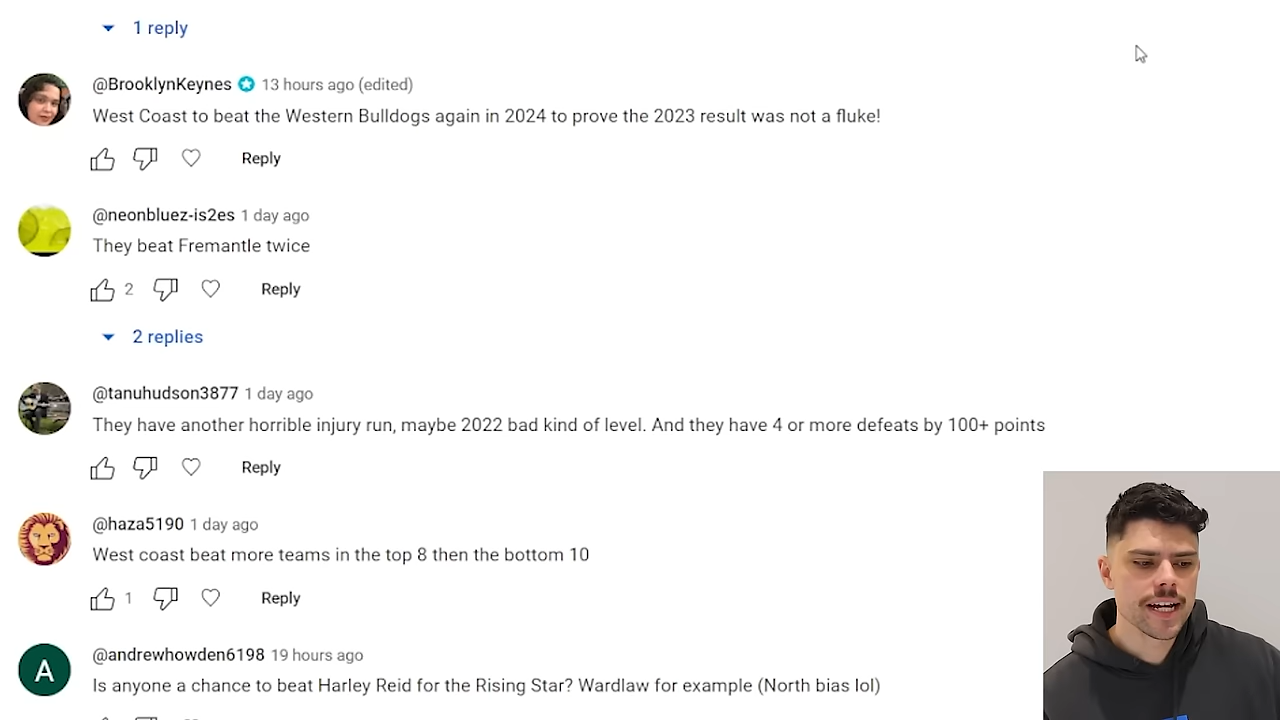 1 reply
@BrooklynKeynes 13 hours ago (edited)
West Coast to beat the Western Bulldogs again in 2024 to prove the 2023 result was not a fluke!
Reply
@neonbluez-is2es 1 day ago
They beat Fremantle twice
2 Reply
2 replies
@tanuhudson3877 1 day ago
They have another horrible injury run, maybe 2022 bad kind of level. And they have 4 or more defeats by 100+ points
Reply
@haza5190 1 day ago
West coast beat more teams in the top 8 then the bottom 10
1 Reply
A
@andrewhowden6198 19 hours ago
Is anyone a chance to beat Harley Reid for the Rising Star? Wardlaw for example (North bias lol)